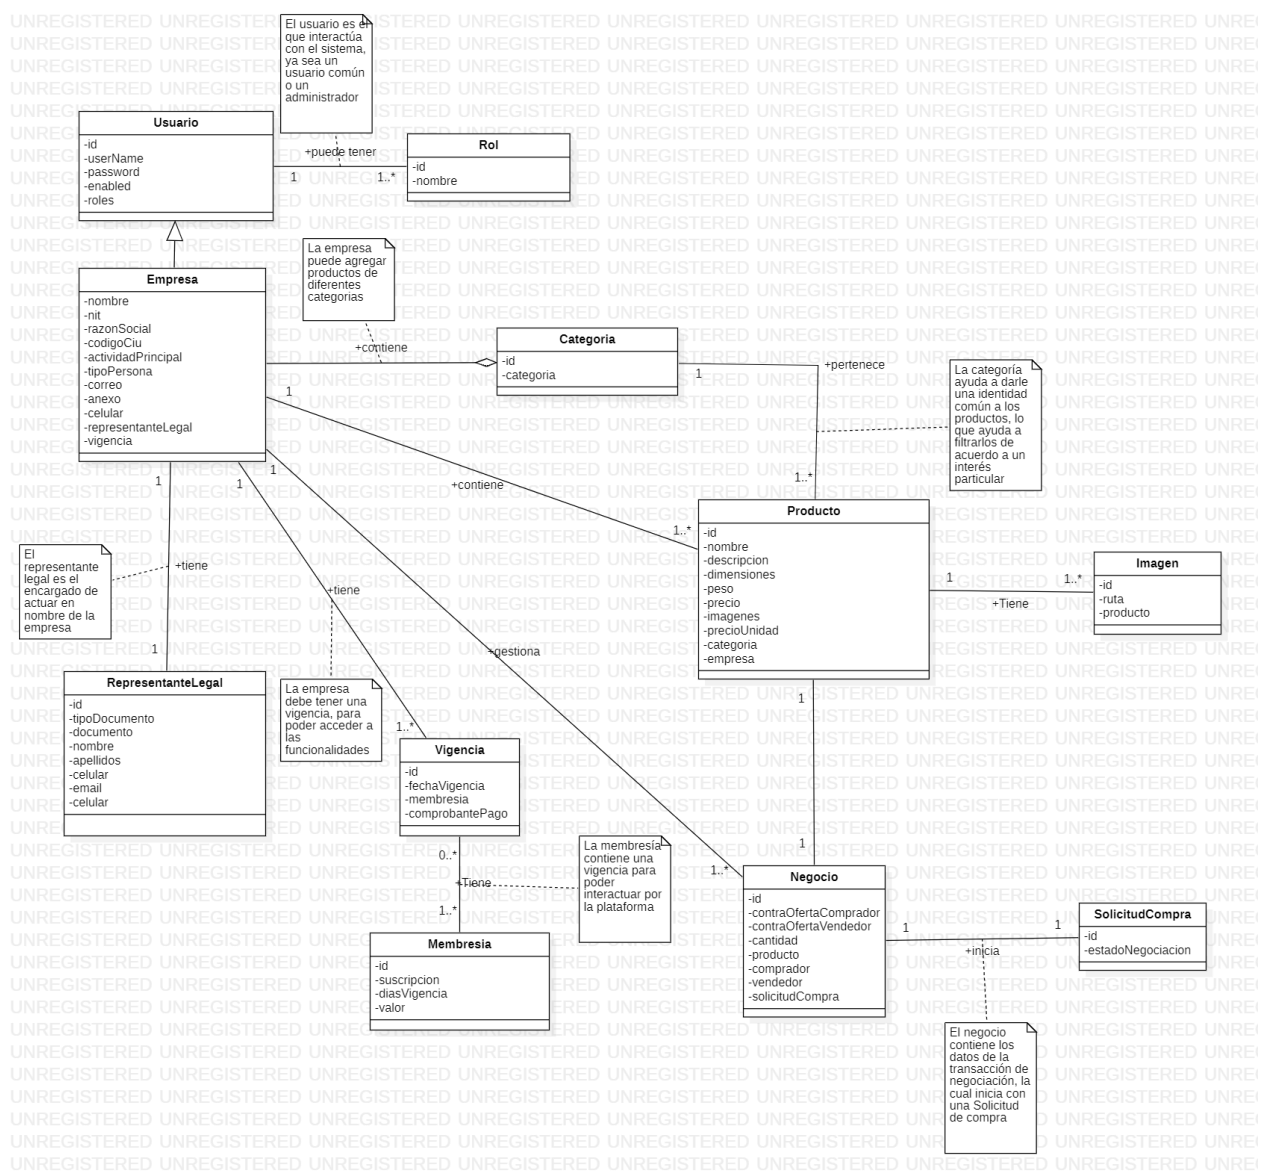 El usuario es el
que interactúa
con el sistema,
ya sea un
usuario común
o un
administrador
Usuario
-id
-userName
-password
-enabled
-roles
+puede tener
1
1..*
Rol
-id
-nombre
La empresa
puede agregar
productos de
diferentes
categorias
Empresa
-nombre
-nit
-razonSocial
-codigoCiu
-actividadPrincipal
-tipoPersona
-correo
-anexo
-celular
-representanteLegal
-vigencia
+contiene
Categoria
-id
-categoria
1
+pertenece
1..*
La categoría
ayuda a darle
una identidad
común a los
productos, lo
que ayuda a
filtrarlos de
acuerdo a un
interés
particular
1
+contiene
1..*
Producto
-id
-nombre
-descripcion
-dimensiones
-peso
-precio
-imagenes
-precioUnidad
-categoria
-empresa
1
+Tiene
1..*
Imagen
-id
-ruta
-producto
1
+tiene
1
El
representante
legal es el
encargado de
actuar en
nombre de la
empresa
RepresentanteLegal
-id
-tipoDocumento
-documento
-nombre
-apellidos
-celular
-email
-celular
1
+tiene
1..*
La empresa
debe tener una
vigencia, para
poder acceder a
las
funcionalidades
Vigencia
-id
-fechaVigencia
-membresia
-comprobantePago
0..*
+Tiene
1..*
La membresía
contiene una
vigencia para
poder
interactuar por
la plataforma
Membresia
-id
-suscripcion
-diasVigencia
-valor
1
+gestiona
1..*
1
1
Negocio
-id
-contraOfertaComprador
-contraOfertaVendedor
-cantidad
-producto
-comprador
-vendedor
-solicitudCompra
1
+inicia
1
SolicitudCompra
-id
-estadoNegociacion
El negocio
contiene los
datos de la
transacción de
negociación, la
cual inicia con
una Solicitud
de compra
UNREGISTERED